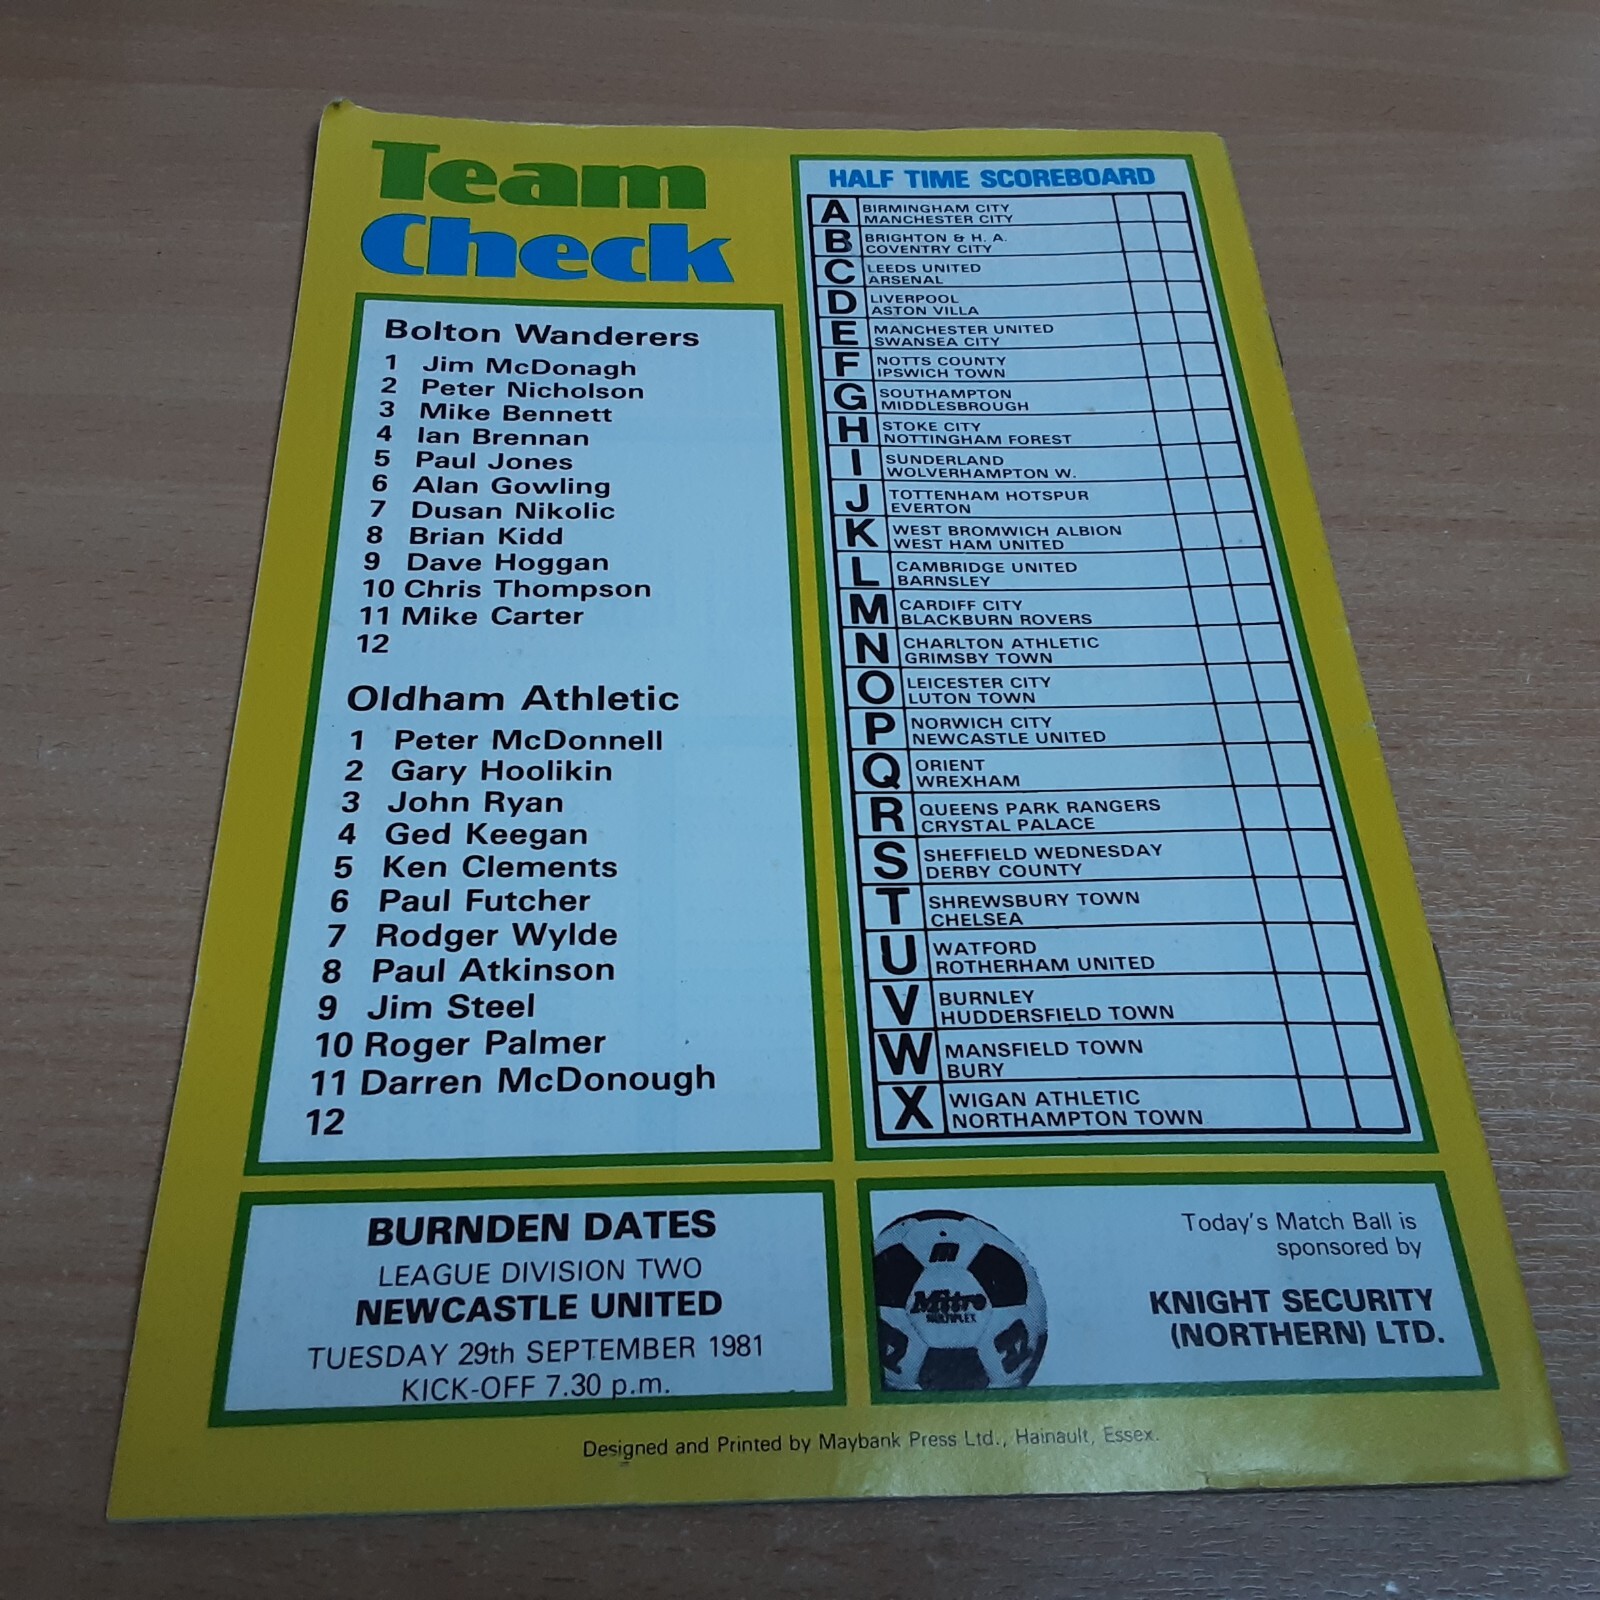 Team
Check
Bolton Wanderers
1 Jim McDonagh
2 Peter Nicholson
3 Mike Bennett
4 Ian Brennan
5 Paul Jones
6 Alan Gowling
7 Dusan Nikolic
8 Brian Kidd
9 Dave Hoggan
10 Chris Thompson
11 Mike Carter
12
Oldham Athletic
1 Peter McDonnell
2 Gary Hoolikin
3 John Ryan
4 Ged Keegan
5 Ken Clements
6 Paul Futcher
7 Rodger Wylde
8 Paul Atkinson
9 Jim Steel
10 Roger Palmer
11 Darren McDonough
12
HALF TIME SCOREBOARD
A BIRMINGHAM CITY
MANCHESTER CITY
B BRIGHTON & H. A.
COVENTRY CITY
C LEEDS UNITED
ARSENAL
D LIVERPOOL
ASTON VILLA
E MANCHESTER UNITED
SWANSEA CITY
F NOTTS COUNTY
IPSWICH TOWN
G SOUTHAMPTON
MIDDLESBROUGH
H STOKE CITY
NOTTINGHAM FOREST
I SUNDERLAND
WOLVERHAMPTON W.
J TOTTENHAM HOTSPUR
EVERTON
K WEST BROMWICH ALBION
WEST HAM UNITED
L CAMBRIDGE UNITED
BARNSLEY
M CARDIFF CITY
BLACKBURN ROVERS
N CHARLTON ATHLETIC
GRIMSBY TOWN
O LEICESTER CITY
LUTON TOWN
P NORWICH CITY
NEWCASTLE UNITED
Q ORIENT
WREXHAM
R QUEENS PARK RANGERS
CRYSTAL PALACE
S SHEFFIELD WEDNESDAY
DERBY COUNTY
T SHREWSBURY TOWN
CHELSEA
U WATFORD
ROTHERHAM UNITED
V BURNLEY
HUDDERSFIELD TOWN
W MANSFIELD TOWN
BURY
X WIGAN ATHLETIC
NORTHAMPTON TOWN
BURNDEN DATES
LEAGUE DIVISION TWO
NEWCASTLE UNITED
TUESDAY 29th SEPTEMBER 1981
KICK-OFF 7.30 p.m.
m
Mitre
MULTIPLEX
Today's Match Ball is
sponsored by
KNIGHT SECURITY
(NORTHERN) LTD.
Designed and Printed by Maybank Press Ltd., Hainault, Essex.